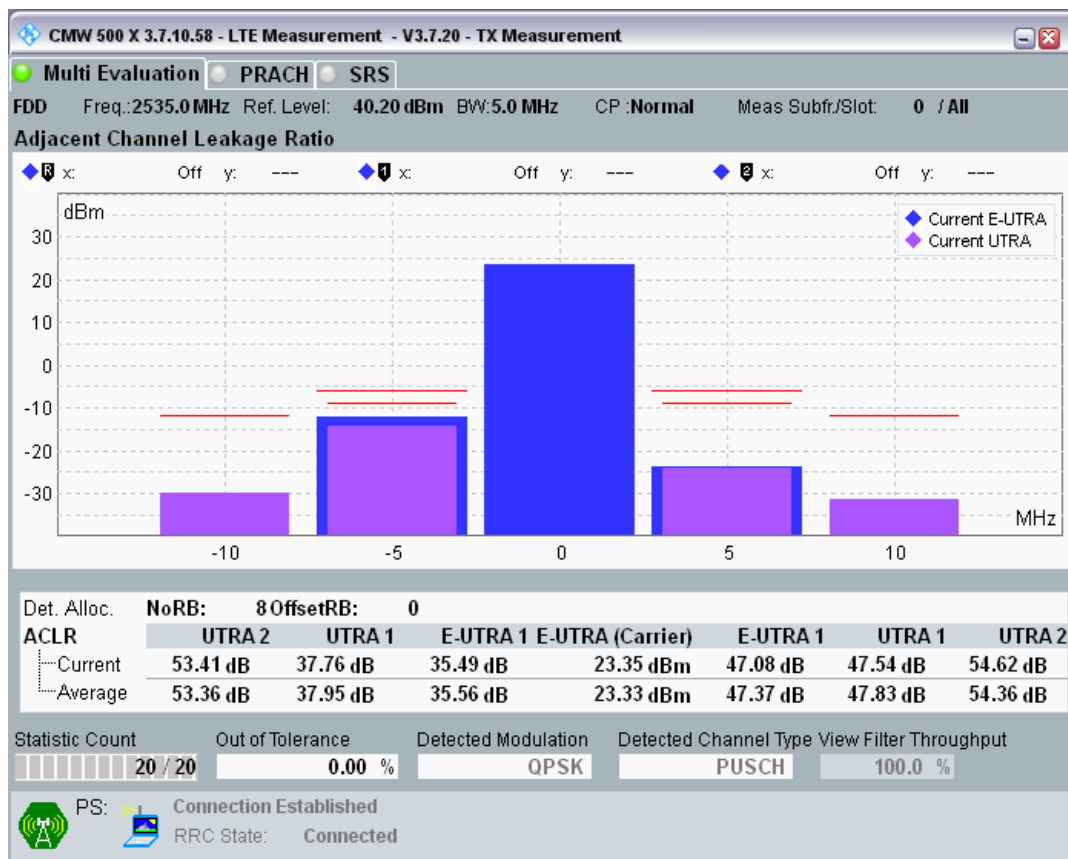 CMW 500 X 3.7.10.58 - LTE Measurement - V3.7.20 - TX Measurement
Multi Evaluation PRACH SRS
FDD Freq.:2535.0 MHz Ref. Level: 40.20 dBm BW:5.0 MHz CP :Normal Meas Subfr./Slot: 0 / All
Adjacent Channel Leakage Ratio
R x: Off y: --- 1 x: Off y: --- 2 x: Off y: ---
dBm
Current E-UTRA
Current UTRA
30
20
10
0
-10
-20
-30
MHz
-10 -5 0 5 10
Det. Alloc. NoRB: 8 OffsetRB: 0
ACLR UTRA 2 UTRA 1 E-UTRA 1 E-UTRA (Carrier) E-UTRA 1 UTRA 1 UTRA 2
Current 53.41 dB 37.76 dB 35.49 dB 23.35 dBm 47.08 dB 47.54 dB 54.62 dB
Average 53.36 dB 37.95 dB 35.56 dB 23.33 dBm 47.37 dB 47.83 dB 54.36 dB
Statistic Count Out of Tolerance Detected Modulation Detected Channel Type View Filter Throughput
20 / 20 0.00 % QPSK PUSCH 100.0 %
PS: Connection Established
RRC State: Connected